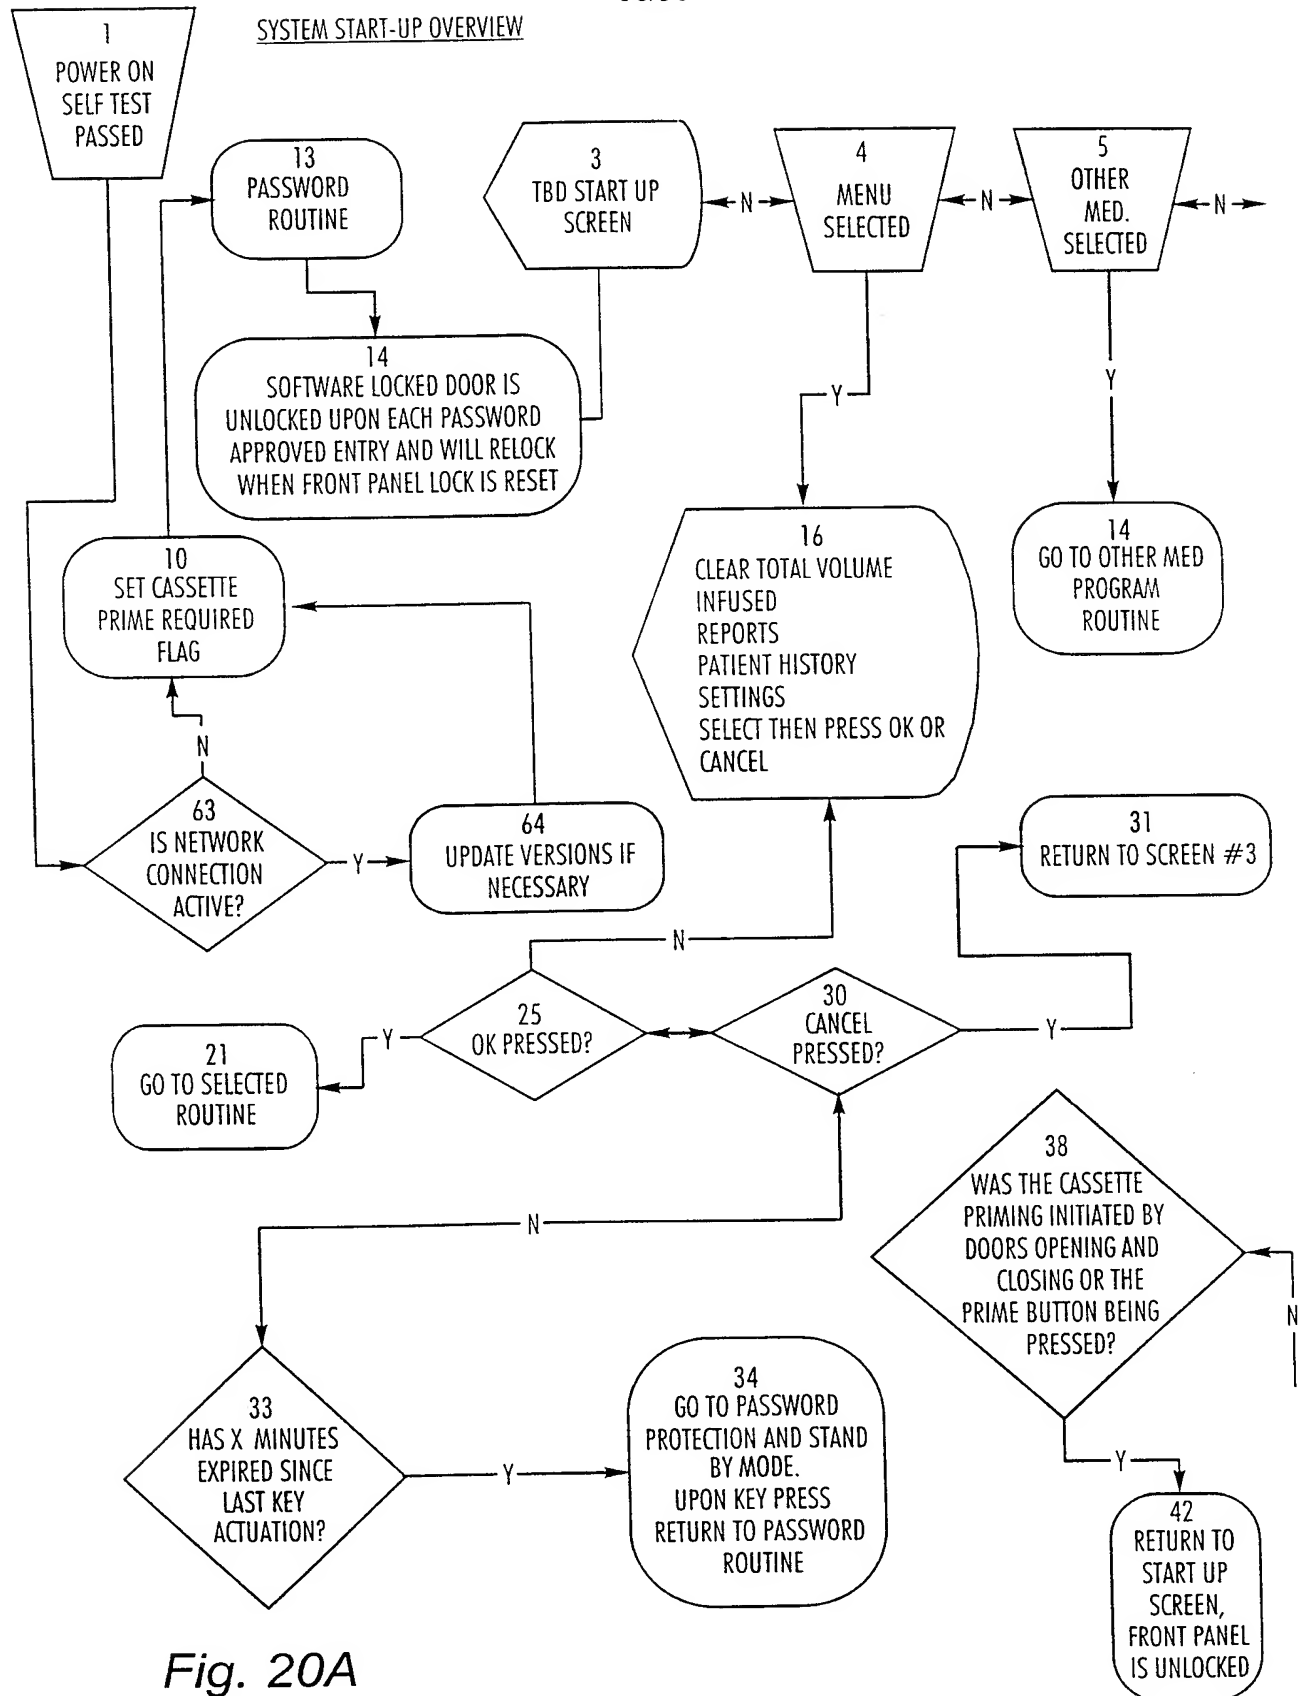 SYSTEM START-UP OVERVIEW
1
POWER ON
SELF TEST
PASSED
13
PASSWORD
ROUTINE
3
TBD START UP
SCREEN
N
4
MENU
SELECTED
N
5
OTHER
MED.
SELECTED
N
14
SOFTWARE LOCKED DOOR IS
UNLOCKED UPON EACH PASSWORD
APPROVED ENTRY AND WILL RELOCK
WHEN FRONT PANEL LOCK IS RESET
Y
Y
10
SET CASSETTE
PRIME REQUIRED
FLAG
16
CLEAR TOTAL VOLUME
INFUSED
REPORTS
PATIENT HISTORY
SETTINGS
SELECT THEN PRESS OK OR
CANCEL
14
GO TO OTHER MED
PROGRAM
ROUTINE
N
63
IS NETWORK
CONNECTION
ACTIVE?
Y
64
UPDATE VERSIONS IF
NECESSARY
31
RETURN TO SCREEN #3
N
25
OK PRESSED?
30
CANCEL
PRESSED?
Y
Y
21
GO TO SELECTED
ROUTINE
N
38
WAS THE CASSETTE
PRIMING INITIATED BY
DOORS OPENING AND
CLOSING OR THE
PRIME BUTTON BEING
PRESSED?
N
33
HAS X MINUTES
EXPIRED SINCE
LAST KEY
ACTUATION?
Y
34
GO TO PASSWORD
PROTECTION AND STAND
BY MODE.
UPON KEY PRESS
RETURN TO PASSWORD
ROUTINE
Y
42
RETURN TO
START UP
SCREEN,
FRONT PANEL
IS UNLOCKED
Fig. 20A